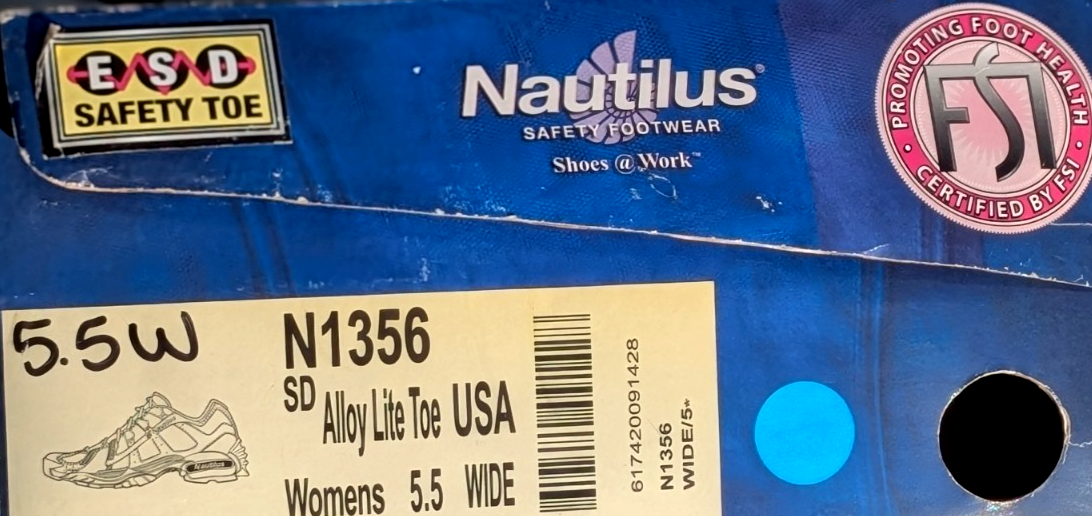 ESD
SAFETY TOE
Nautilus®
SAFETY FOOTWEAR
Shoes @ Work™
PROMOTING FOOT HEALTH
FSI
• CERTIFIED BY FSI •
5.5W
N1356
SD Alloy Lite Toe USA
Womens 5.5 WIDE
Nautilus
617420091428
N1356
WIDE/5*